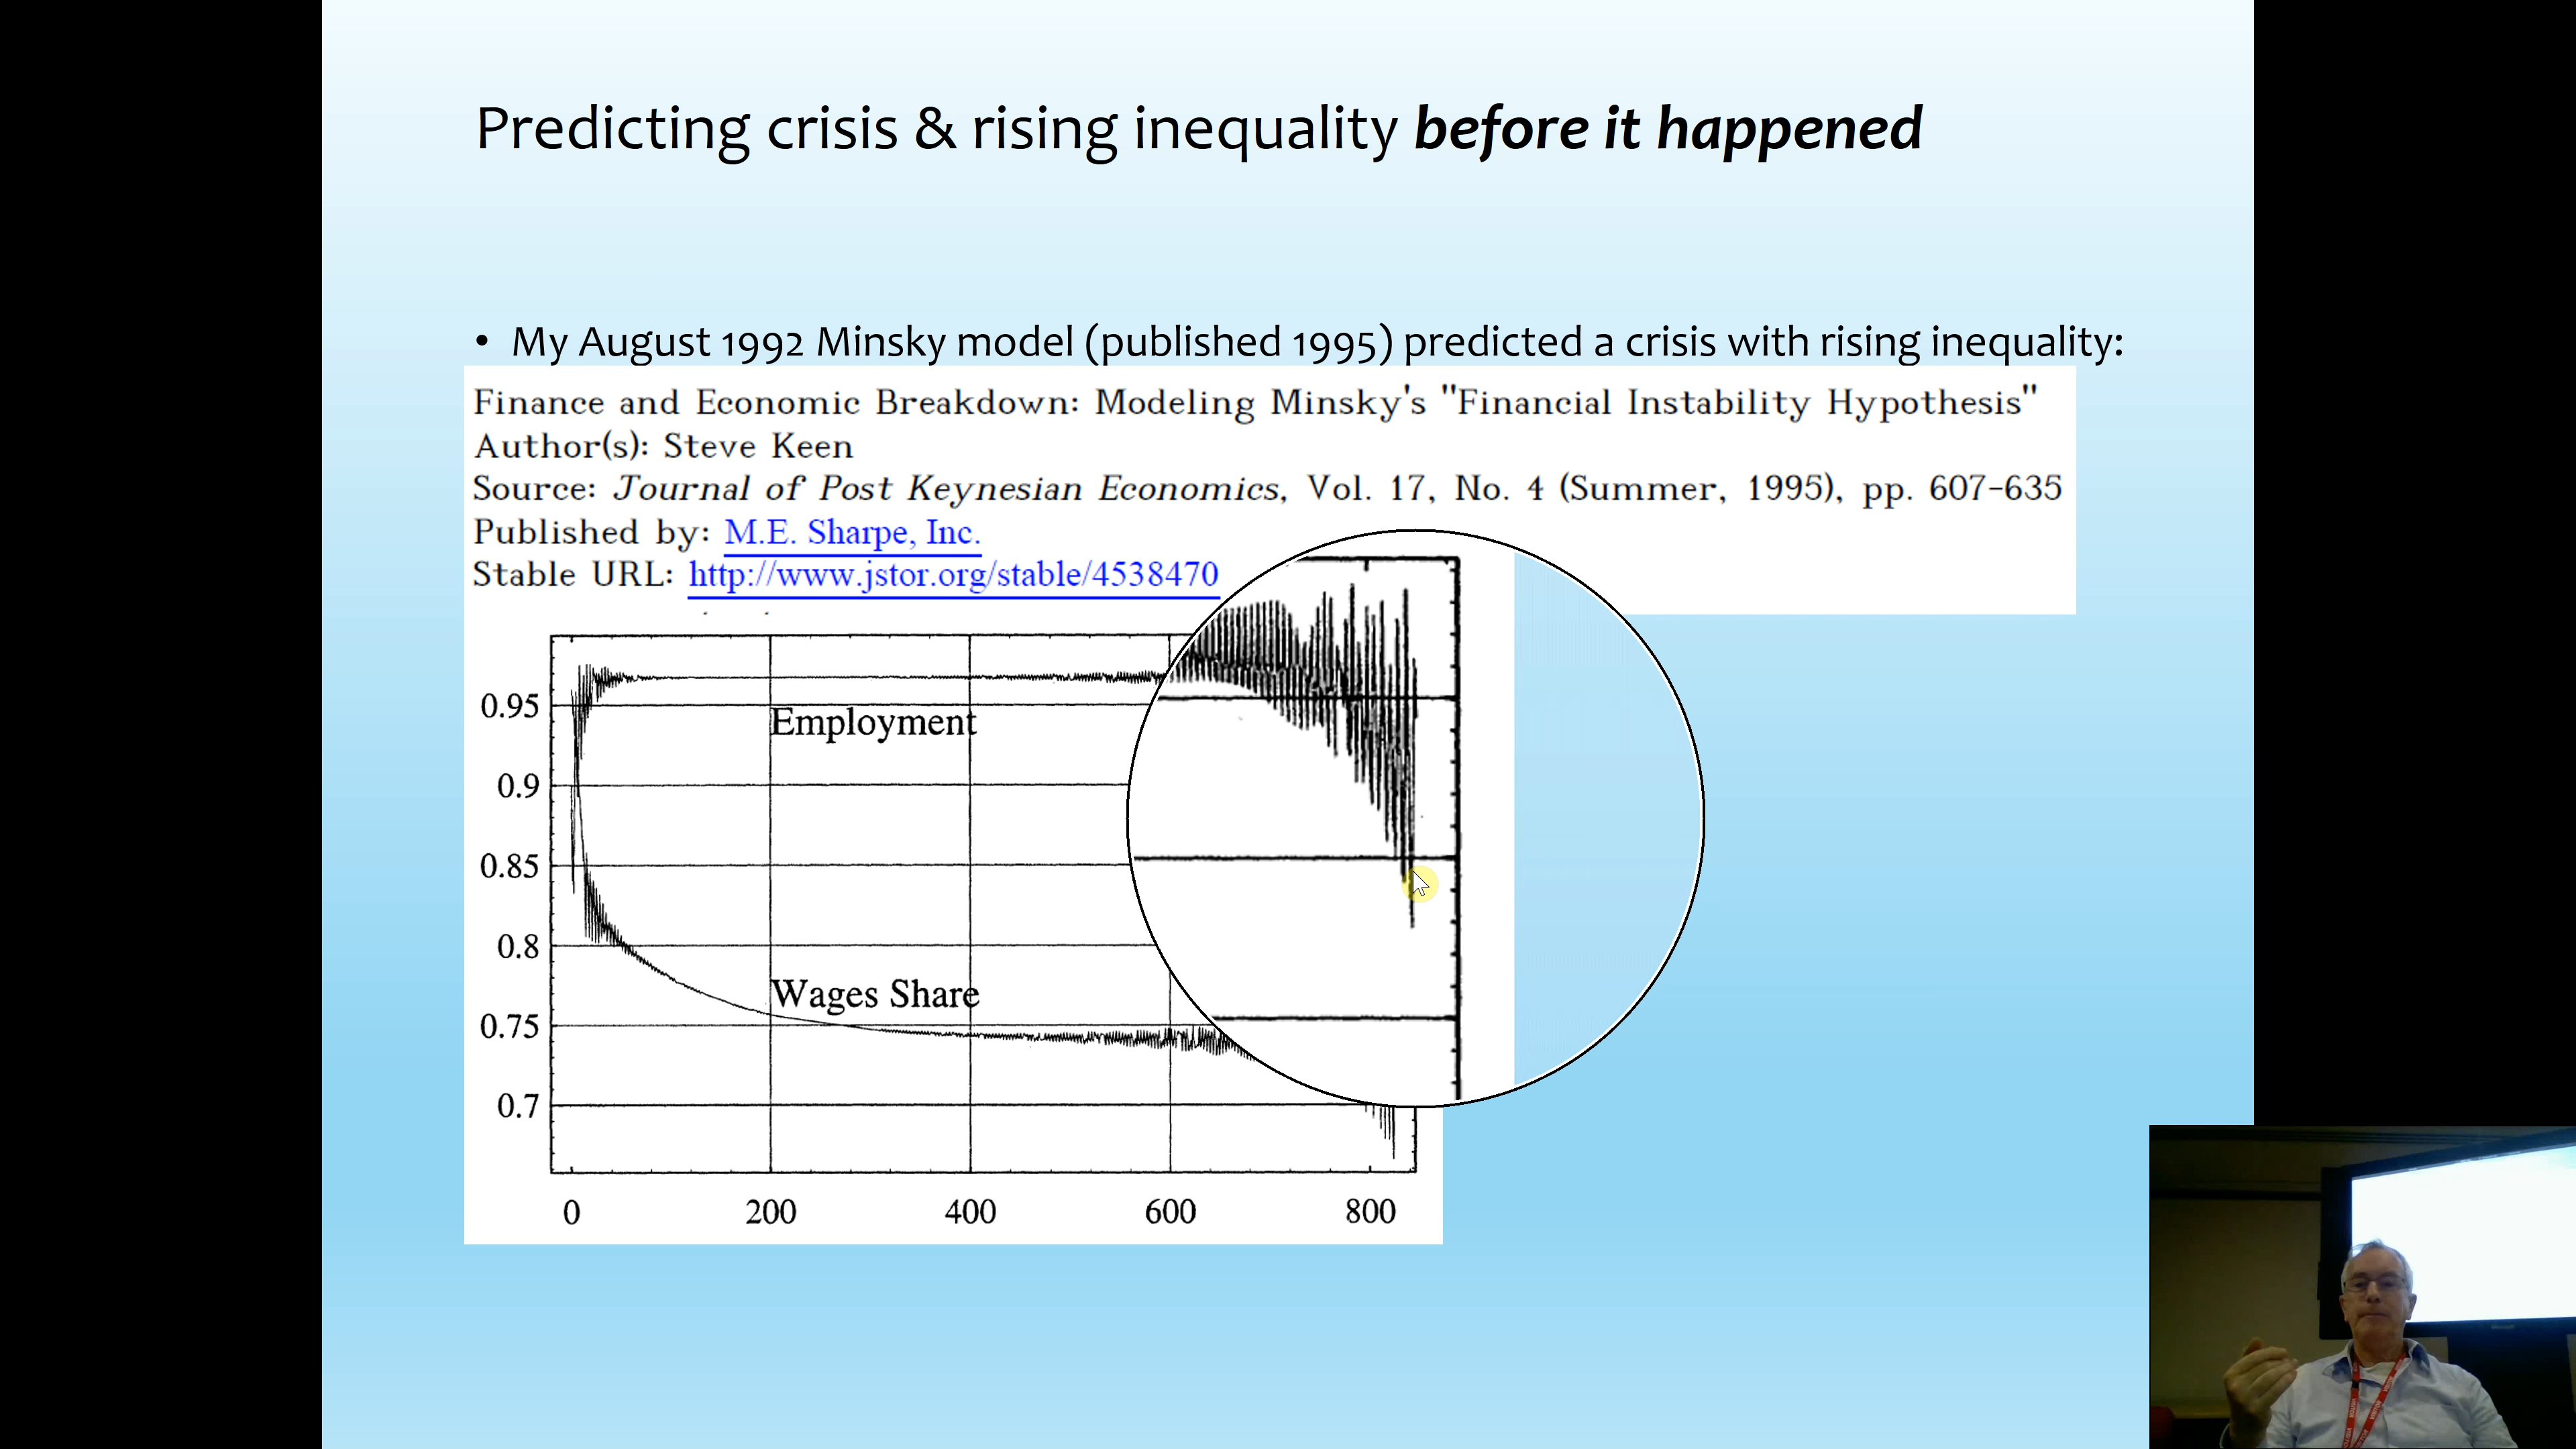 Predicting crisis & rising inequality before it happened
• My August 1992 Minsky model (published 1995) predicted a crisis with rising inequality:
Finance and Economic Breakdown: Modeling Minsky's "Financial Instability Hypothesis"
Author(s): Steve Keen
Source: Journal of Post Keynesian Economics, Vol. 17, No. 4 (Summer, 1995), pp. 607-635
Published by: M.E. Sharpe, Inc.
Stable URL: http://www.jstor.org/stable/4538470
0.95
Employment
0.9
0.85
0.8
Wages Share
0.75
0.7
0 200 400 600 800